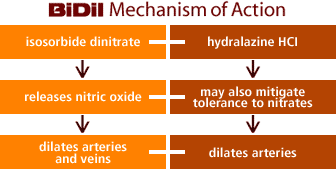 BiDil Mechanism of Action
isosorbide dinitrate
hydralazine HCl
releases nitric oxide
may also mitigate
tolerance to nitrates
dilates arteries
and veins
dilates arteries